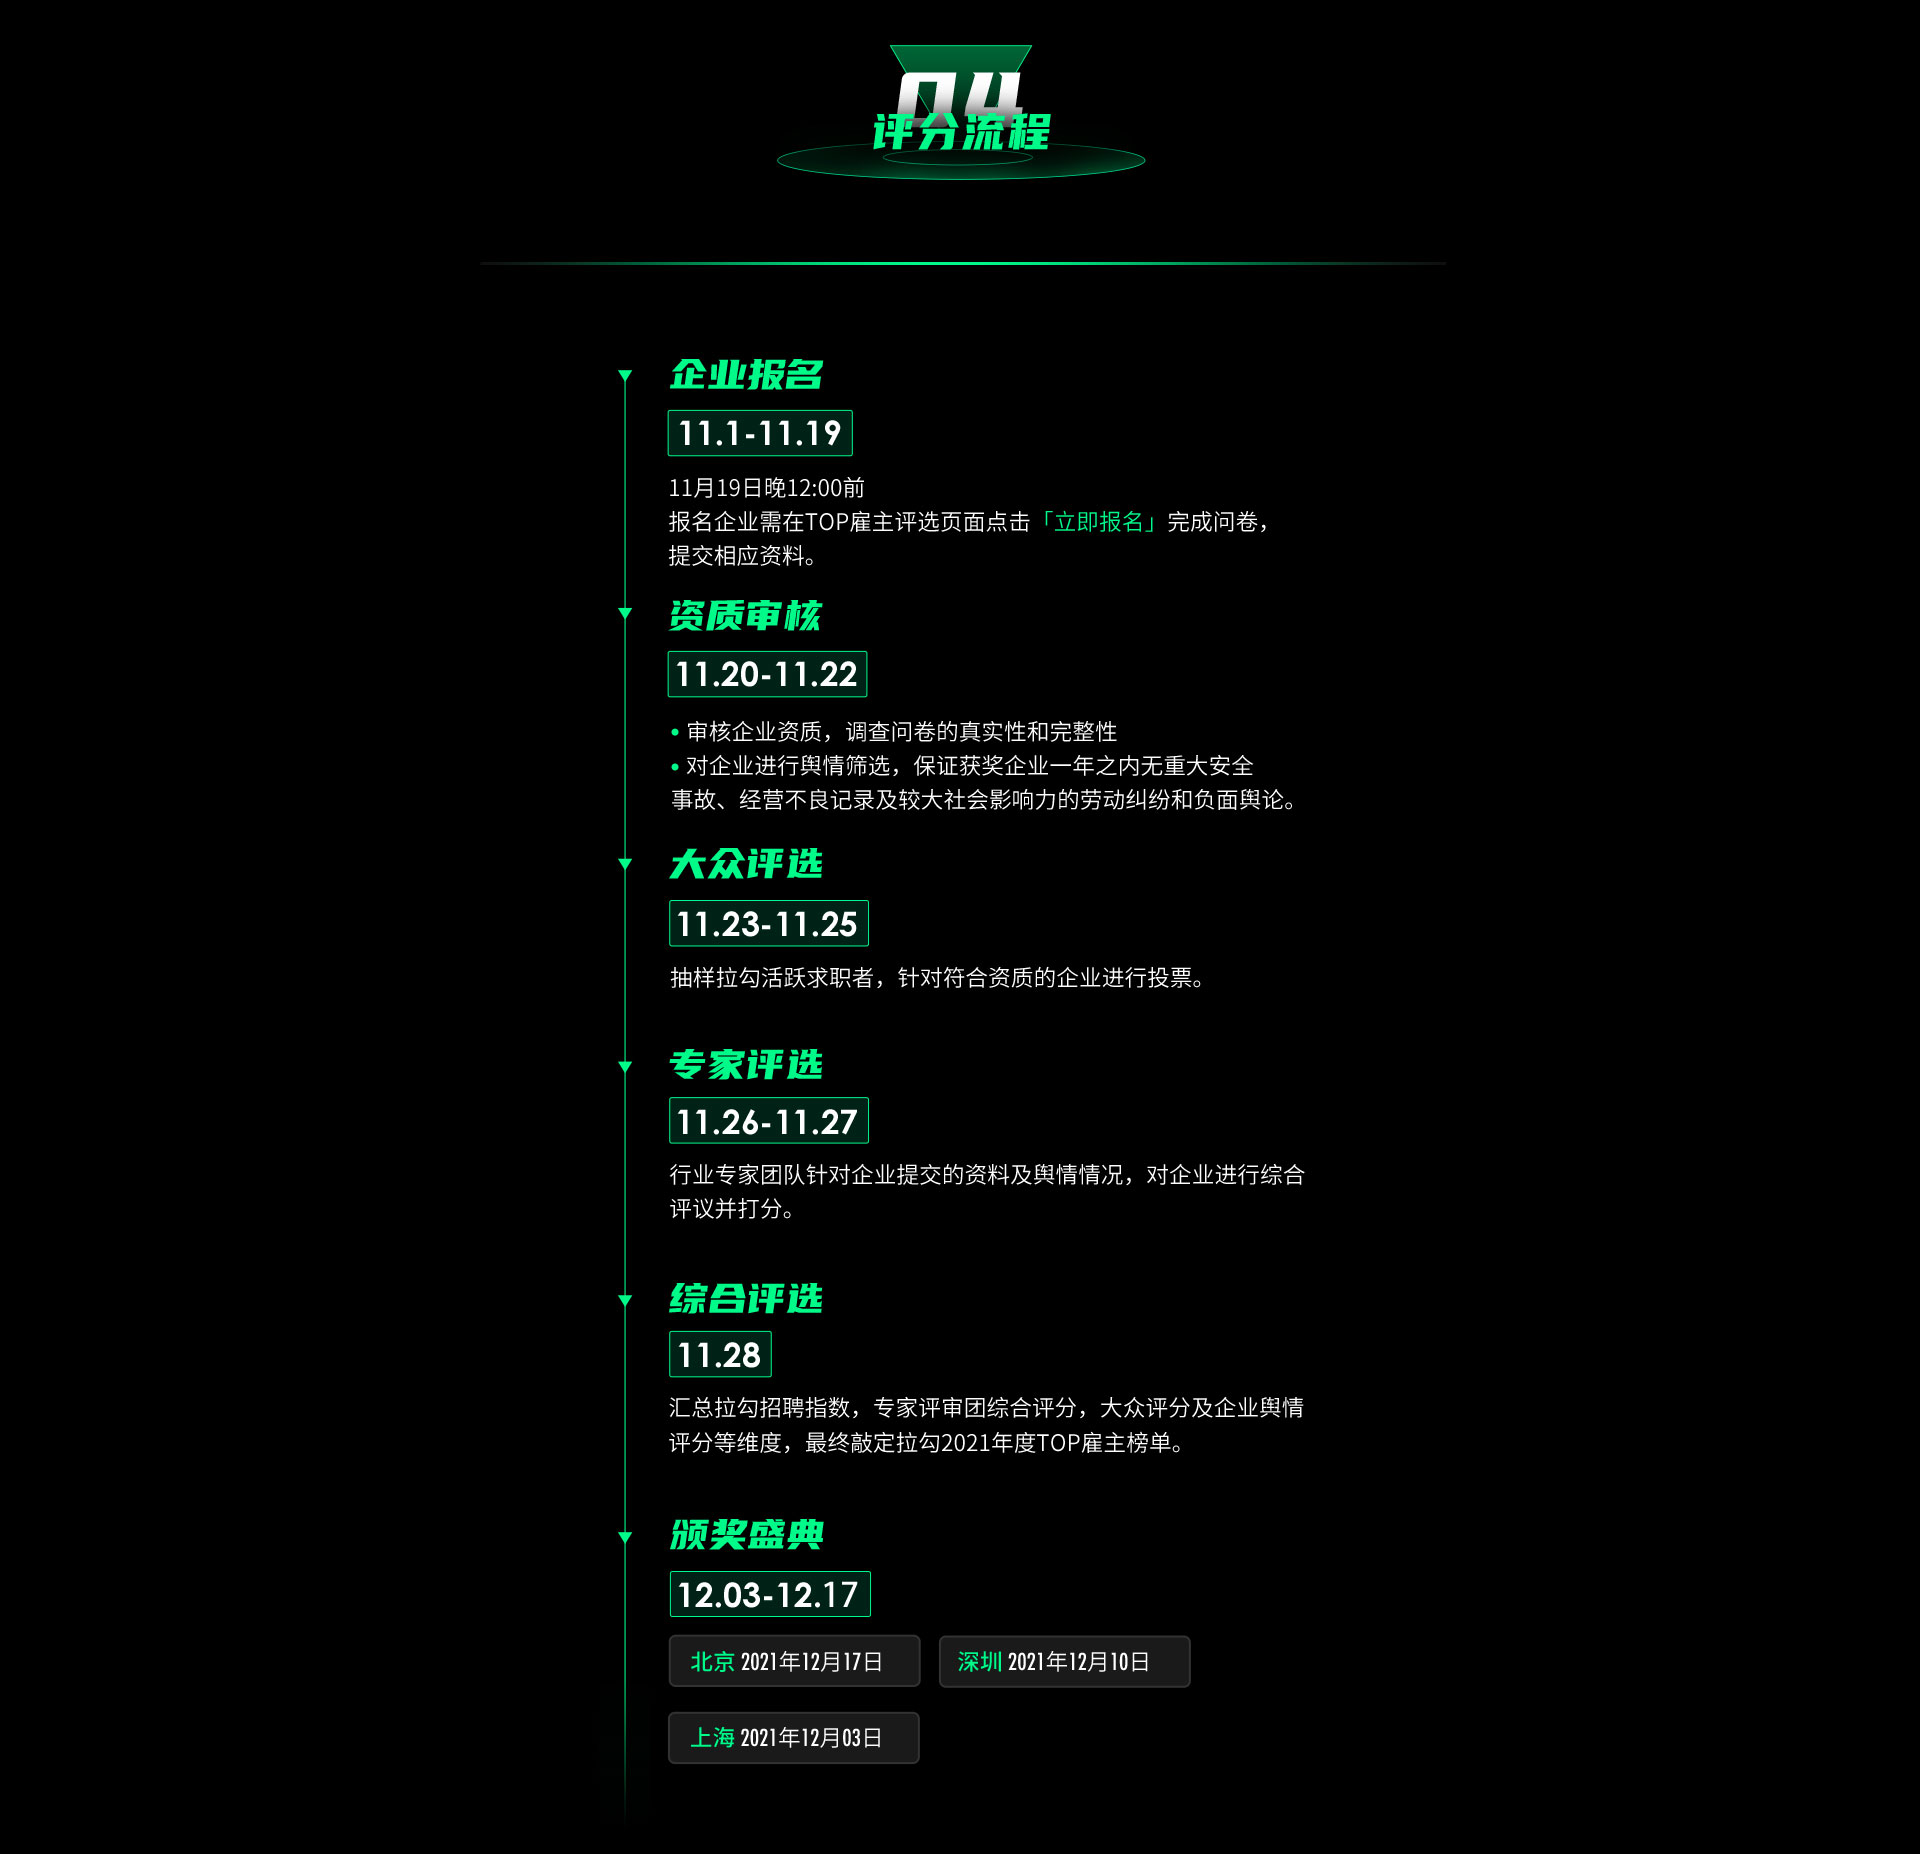 04
评分流程
企业报名
11.1-11.19
11月19日晚12:00前
报名企业需在TOP雇主评选页面点击「立即报名」完成问卷，
提交相应资料。
资质审核
11.20-11.22
• 审核企业资质，调查问卷的真实性和完整性
• 对企业进行舆情筛选，保证获奖企业一年之内无重大安全
事故、经营不良记录及较大社会影响力的劳动纠纷和负面舆论。
大众评选
11.23-11.25
抽样拉勾活跃求职者，针对符合资质的企业进行投票。
专家评选
11.26-11.27
行业专家团队针对企业提交的资料及舆情情况，对企业进行综合
评议并打分。
综合评选
11.28
汇总拉勾招聘指数，专家评审团综合评分，大众评分及企业舆情
评分等维度，最终敲定拉勾2021年度TOP雇主榜单。
颁奖盛典
12.03-12.17
北京 2021年12月17日
深圳 2021年12月10日
上海 2021年12月03日